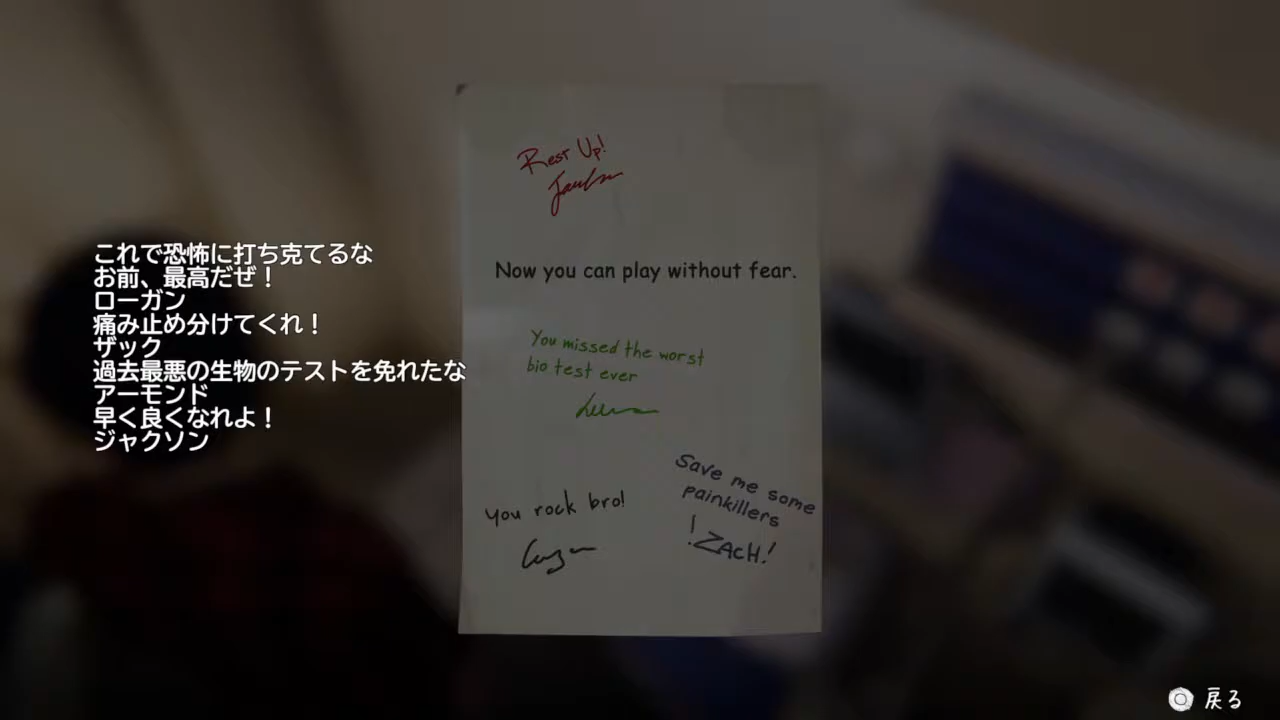 これで恐怖に打ち克てるな
お前、最高だぜ！
ローガン
痛み止め分けてくれ！
ザック
過去最悪の生物のテストを免れたな
アーモンド
早く良くなれよ！
ジャクソン
Rest Up!
Now you can play without fear.
You missed the worst
bio test ever
You rock bro!
Save me some
painkillers
! ZACH!
戻る